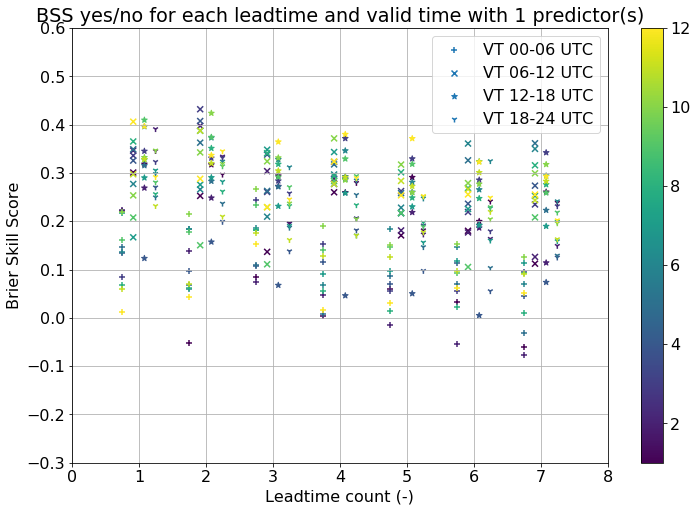 BSS yes/no for each leadtime and valid time with 1 predictor(s)
VT 00-06 UTC
VT 06-12 UTC
VT 12-18 UTC
VT 18-24 UTC
0.6
0.5
0.4
0.3
0.2
0.1
0.0
−0.1
−0.2
−0.3
Brier Skill Score
0 1 2 3 4 5 6 7 8
Leadtime count (-)
12
10
8
6
4
2